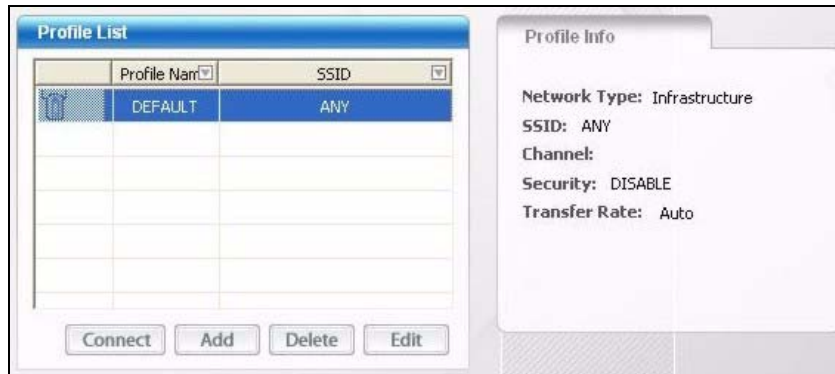 Profile List
Profile Nam SSID
DEFAULT ANY
Connect Add Delete Edit
Profile Info
Network Type: Infrastructure
SSID: ANY
Channel:
Security: DISABLE
Transfer Rate: Auto